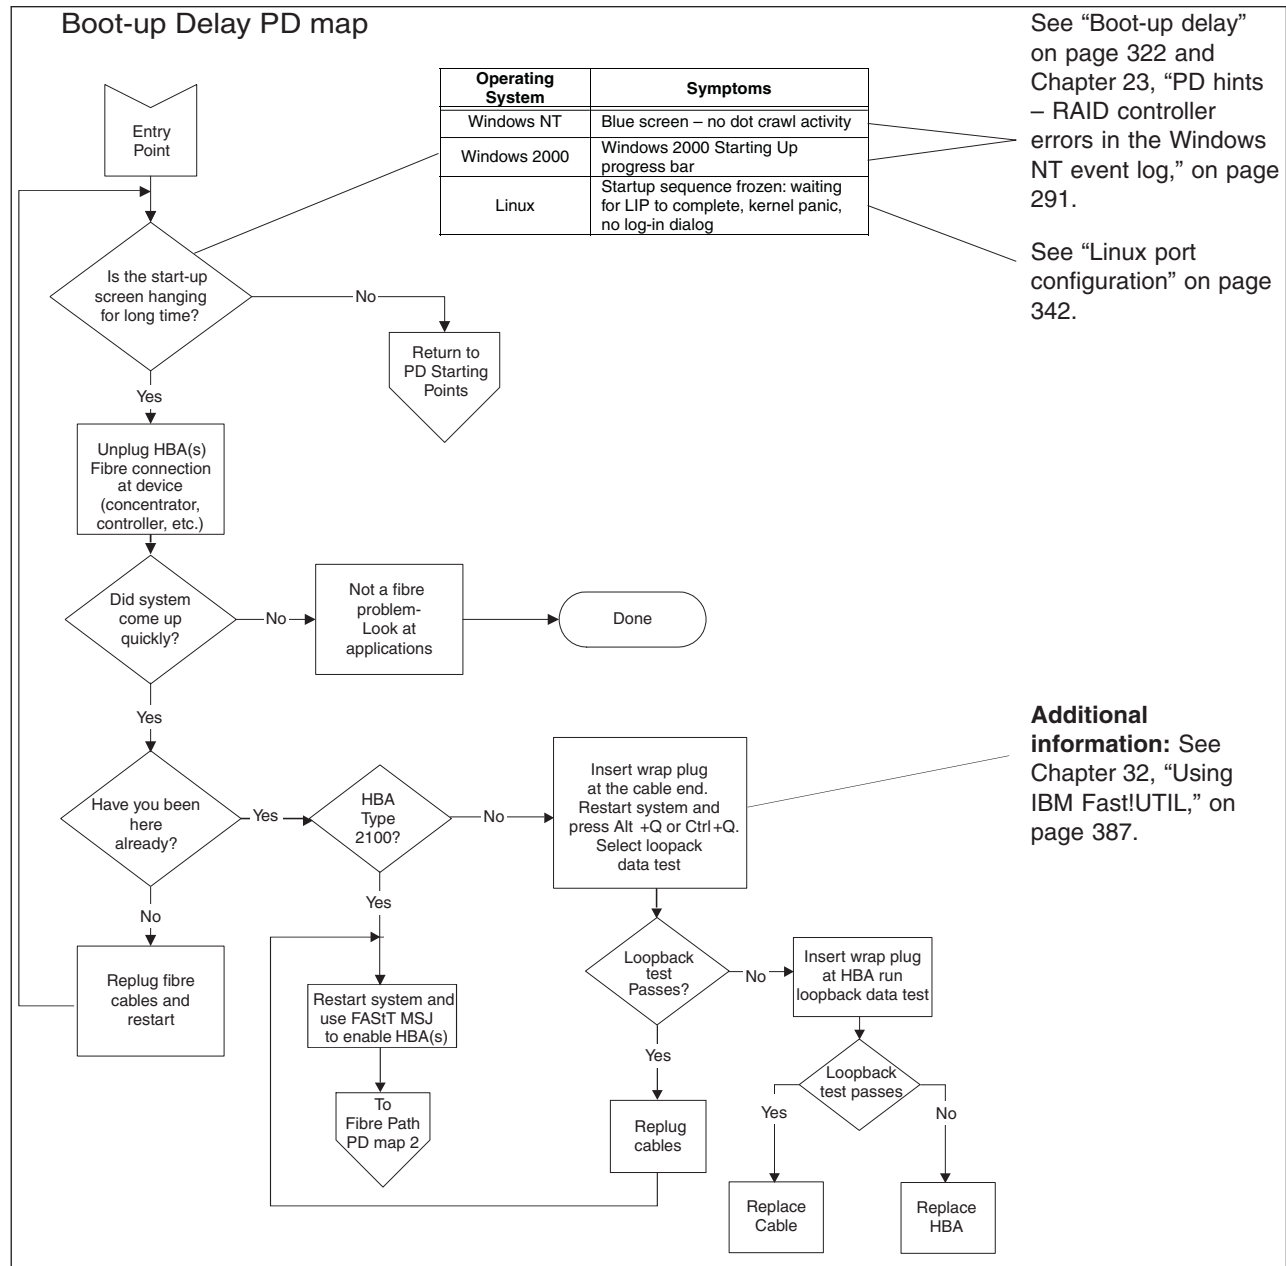 Boot-up Delay PD map
See “Boot-up delay”
on page 322 and
Chapter 23, “PD hints
– RAID controller
errors in the Windows
NT event log,” on page
291.
See “Linux port
configuration” on page
342.
Operating
System
Symptoms
Windows NT
Blue screen – no dot crawl activity
Windows 2000
Windows 2000 Starting Up
progress bar
Linux
Startup sequence frozen: waiting
for LIP to complete, kernel panic,
no log-in dialog
Entry
Point
Is the start-up
screen hanging
for long time?
No
Return to
PD Starting
Points
Yes
Unplug HBA(s)
Fibre connection
at device
(concentrator,
controller, etc.)
Did system
come up
quickly?
No
Not a fibre
problem-
Look at
applications
Done
Yes
Have you been
here
already?
Yes
HBA
Type
2100?
No
Insert wrap plug
at the cable end.
Restart system and
press Alt +Q or Ctrl+Q.
Select loopack
data test
Additional
information: See
Chapter 32, “Using
IBM Fast!UTIL,” on
page 387.
No
Replug fibre
cables and
restart
Yes
Restart system and
use FAStT MSJ
to enable HBA(s)
To
Fibre Path
PD map 2
Loopback
test
Passes?
No
Insert wrap plug
at HBA run
loopback data test
Yes
Replug
cables
Loopback
test passes
Yes
No
Replace
Cable
Replace
HBA